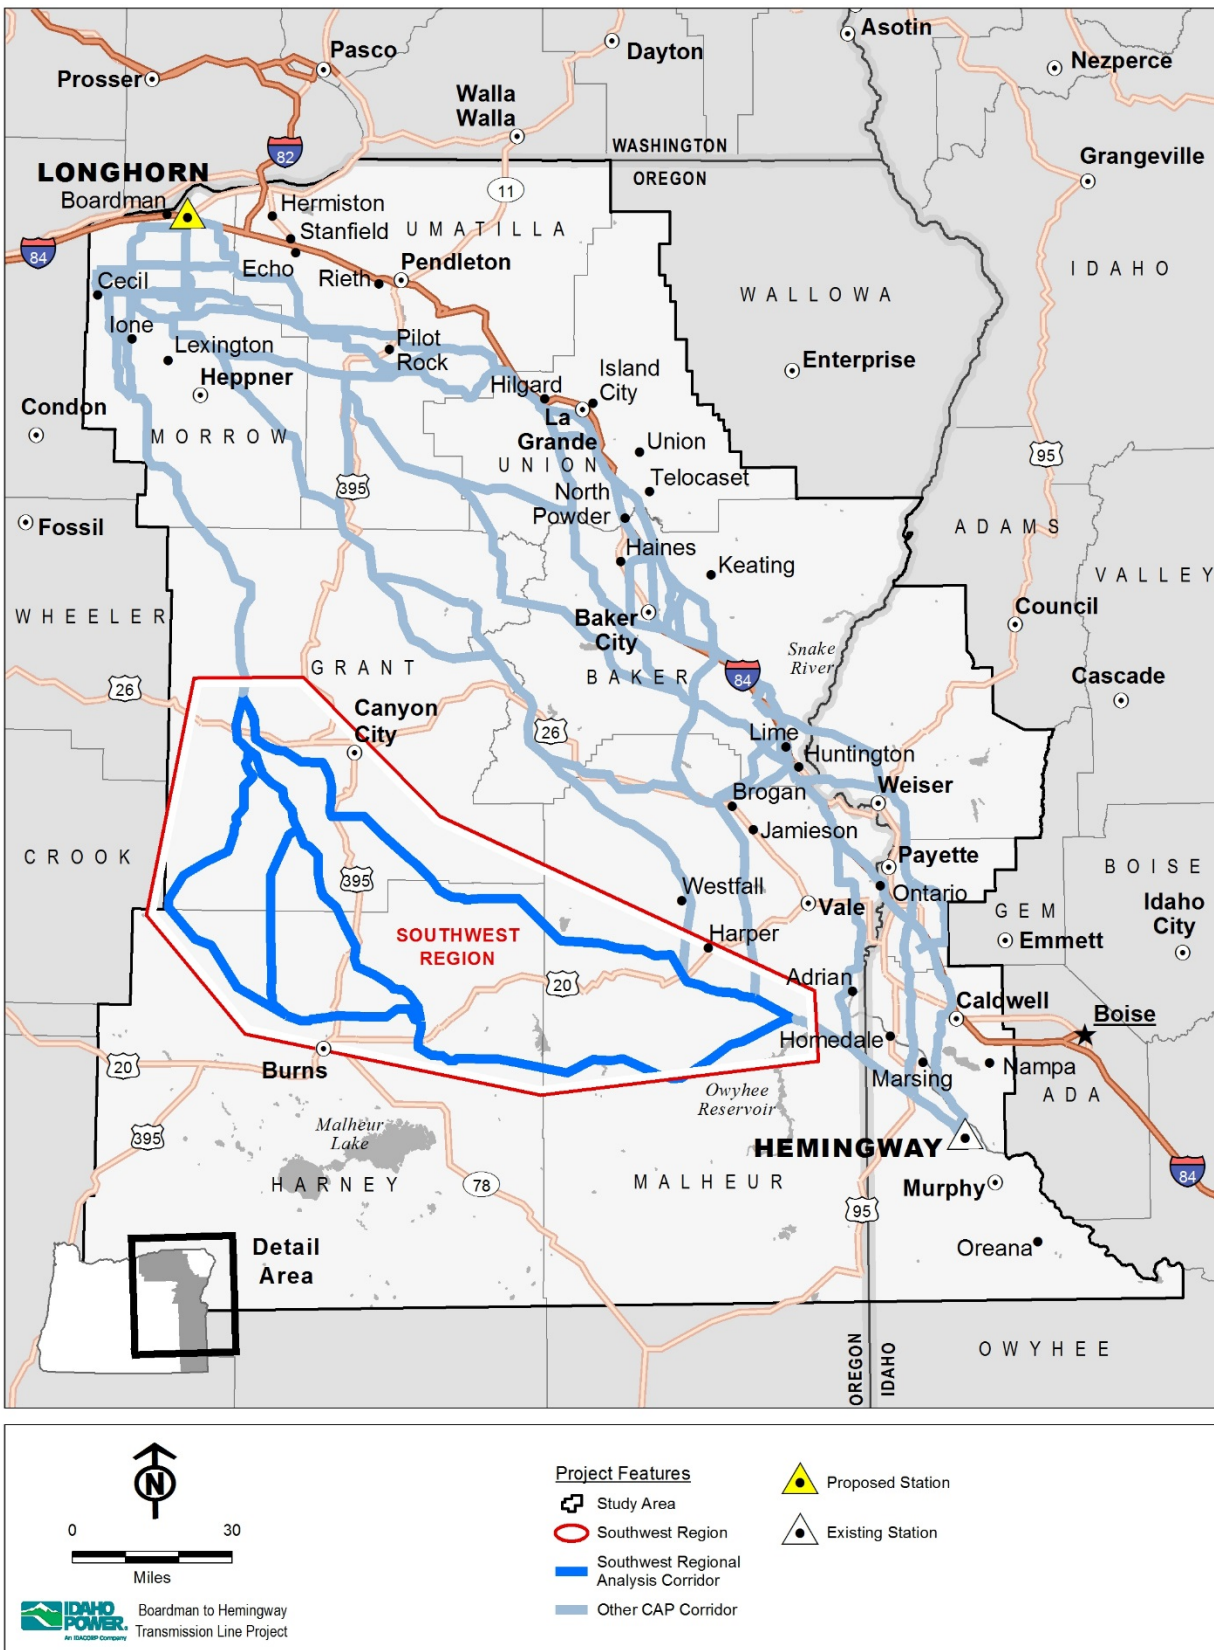 Asotin
Pasco
Dayton
Nezperce
Prosser
Walla
Walla
82
WASHINGTON
OREGON
Grangeville
LONGHORN
11
Boardman
Hermiston
Stanfield
UMATILLA
84
Echo
Pendleton
IDAHO
Cecil
Rieth
WALLOWA
Ione
Pilot
Rock
Lexington
Enterprise
Heppner
Hilgard
Island
City
Condon
La
Grande
MORROW
Union
95
UNION
Telocaset
395
North
Powder
Fossil
ADAMS
Haines
Keating
VALLEY
Council
WHEELER
Baker
City
Snake
River
GRANT
BAKER
84
Cascade
26
Canyon
City
26
Lime
Huntington
Weiser
Brogan
Jamieson
CROOK
Payette
BOISE
395
Westfall
Ontario
Idaho
City
Vale
GEM
SOUTHWEST
REGION
Harper
Emmett
20
Adrian
Caldwell
Boise
Homedale
20
Burns
Marsing
Nampa
Owyhee
Reservoir
ADA
Malheur
Lake
395
HEMINGWAY
84
HARNEY
78
MALHEUR
Murphy
95
Detail
Area
Oreana
OREGON
IDAHO
OWYHEE
N
Project Features
Study Area
Southwest Region
Southwest Regional
Analysis Corridor
Other CAP Corridor
Proposed Station
Existing Station
0 30
Miles
IDAHO
POWER.
An IDACORP Company
Boardman to Hemingway
Transmission Line Project